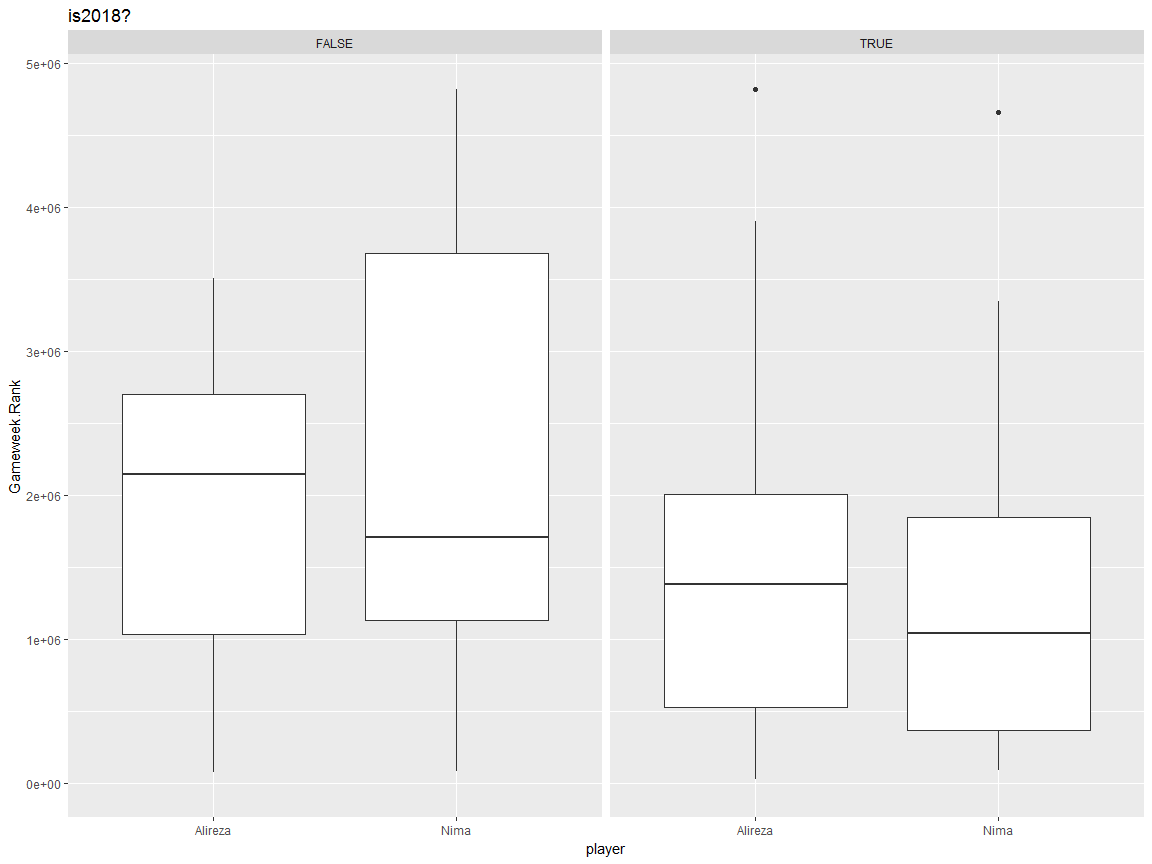 is2018?
FALSE
TRUE
5e+06
4e+06
3e+06
2e+06
1e+06
0e+00
Gameweek.Rank
Alireza
Nima
Alireza
Nima
player